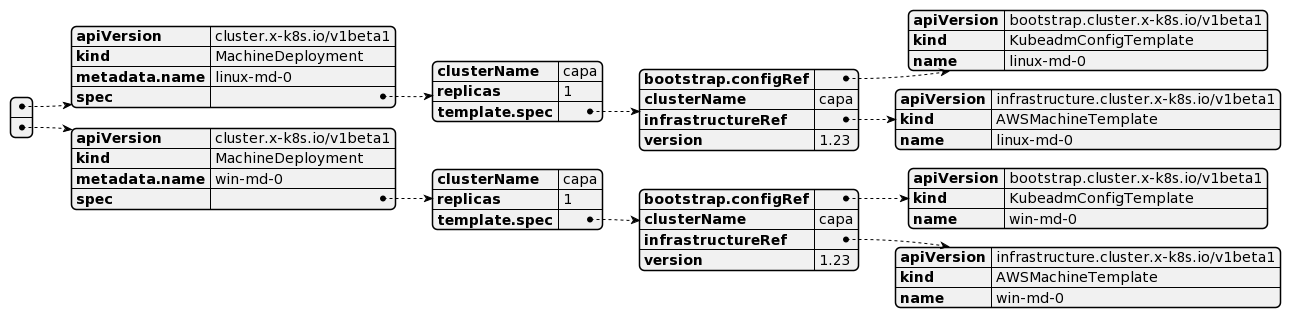 apiVersion cluster.x-k8s.io/v1beta1
kind MachineDeployment
metadata.name linux-md-0
spec
clusterName capa
replicas 1
template.spec
bootstrap.configRef
clusterName capa
infrastructureRef
version 1.23
apiVersion bootstrap.cluster.x-k8s.io/v1beta1
kind KubeadmConfigTemplate
name linux-md-0
apiVersion infrastructure.cluster.x-k8s.io/v1beta1
kind AWSMachineTemplate
name linux-md-0
apiVersion cluster.x-k8s.io/v1beta1
kind MachineDeployment
metadata.name win-md-0
spec
clusterName capa
replicas 1
template.spec
bootstrap.configRef
clusterName capa
infrastructureRef
version 1.23
apiVersion bootstrap.cluster.x-k8s.io/v1beta1
kind KubeadmConfigTemplate
name win-md-0
apiVersion infrastructure.cluster.x-k8s.io/v1beta1
kind AWSMachineTemplate
name win-md-0